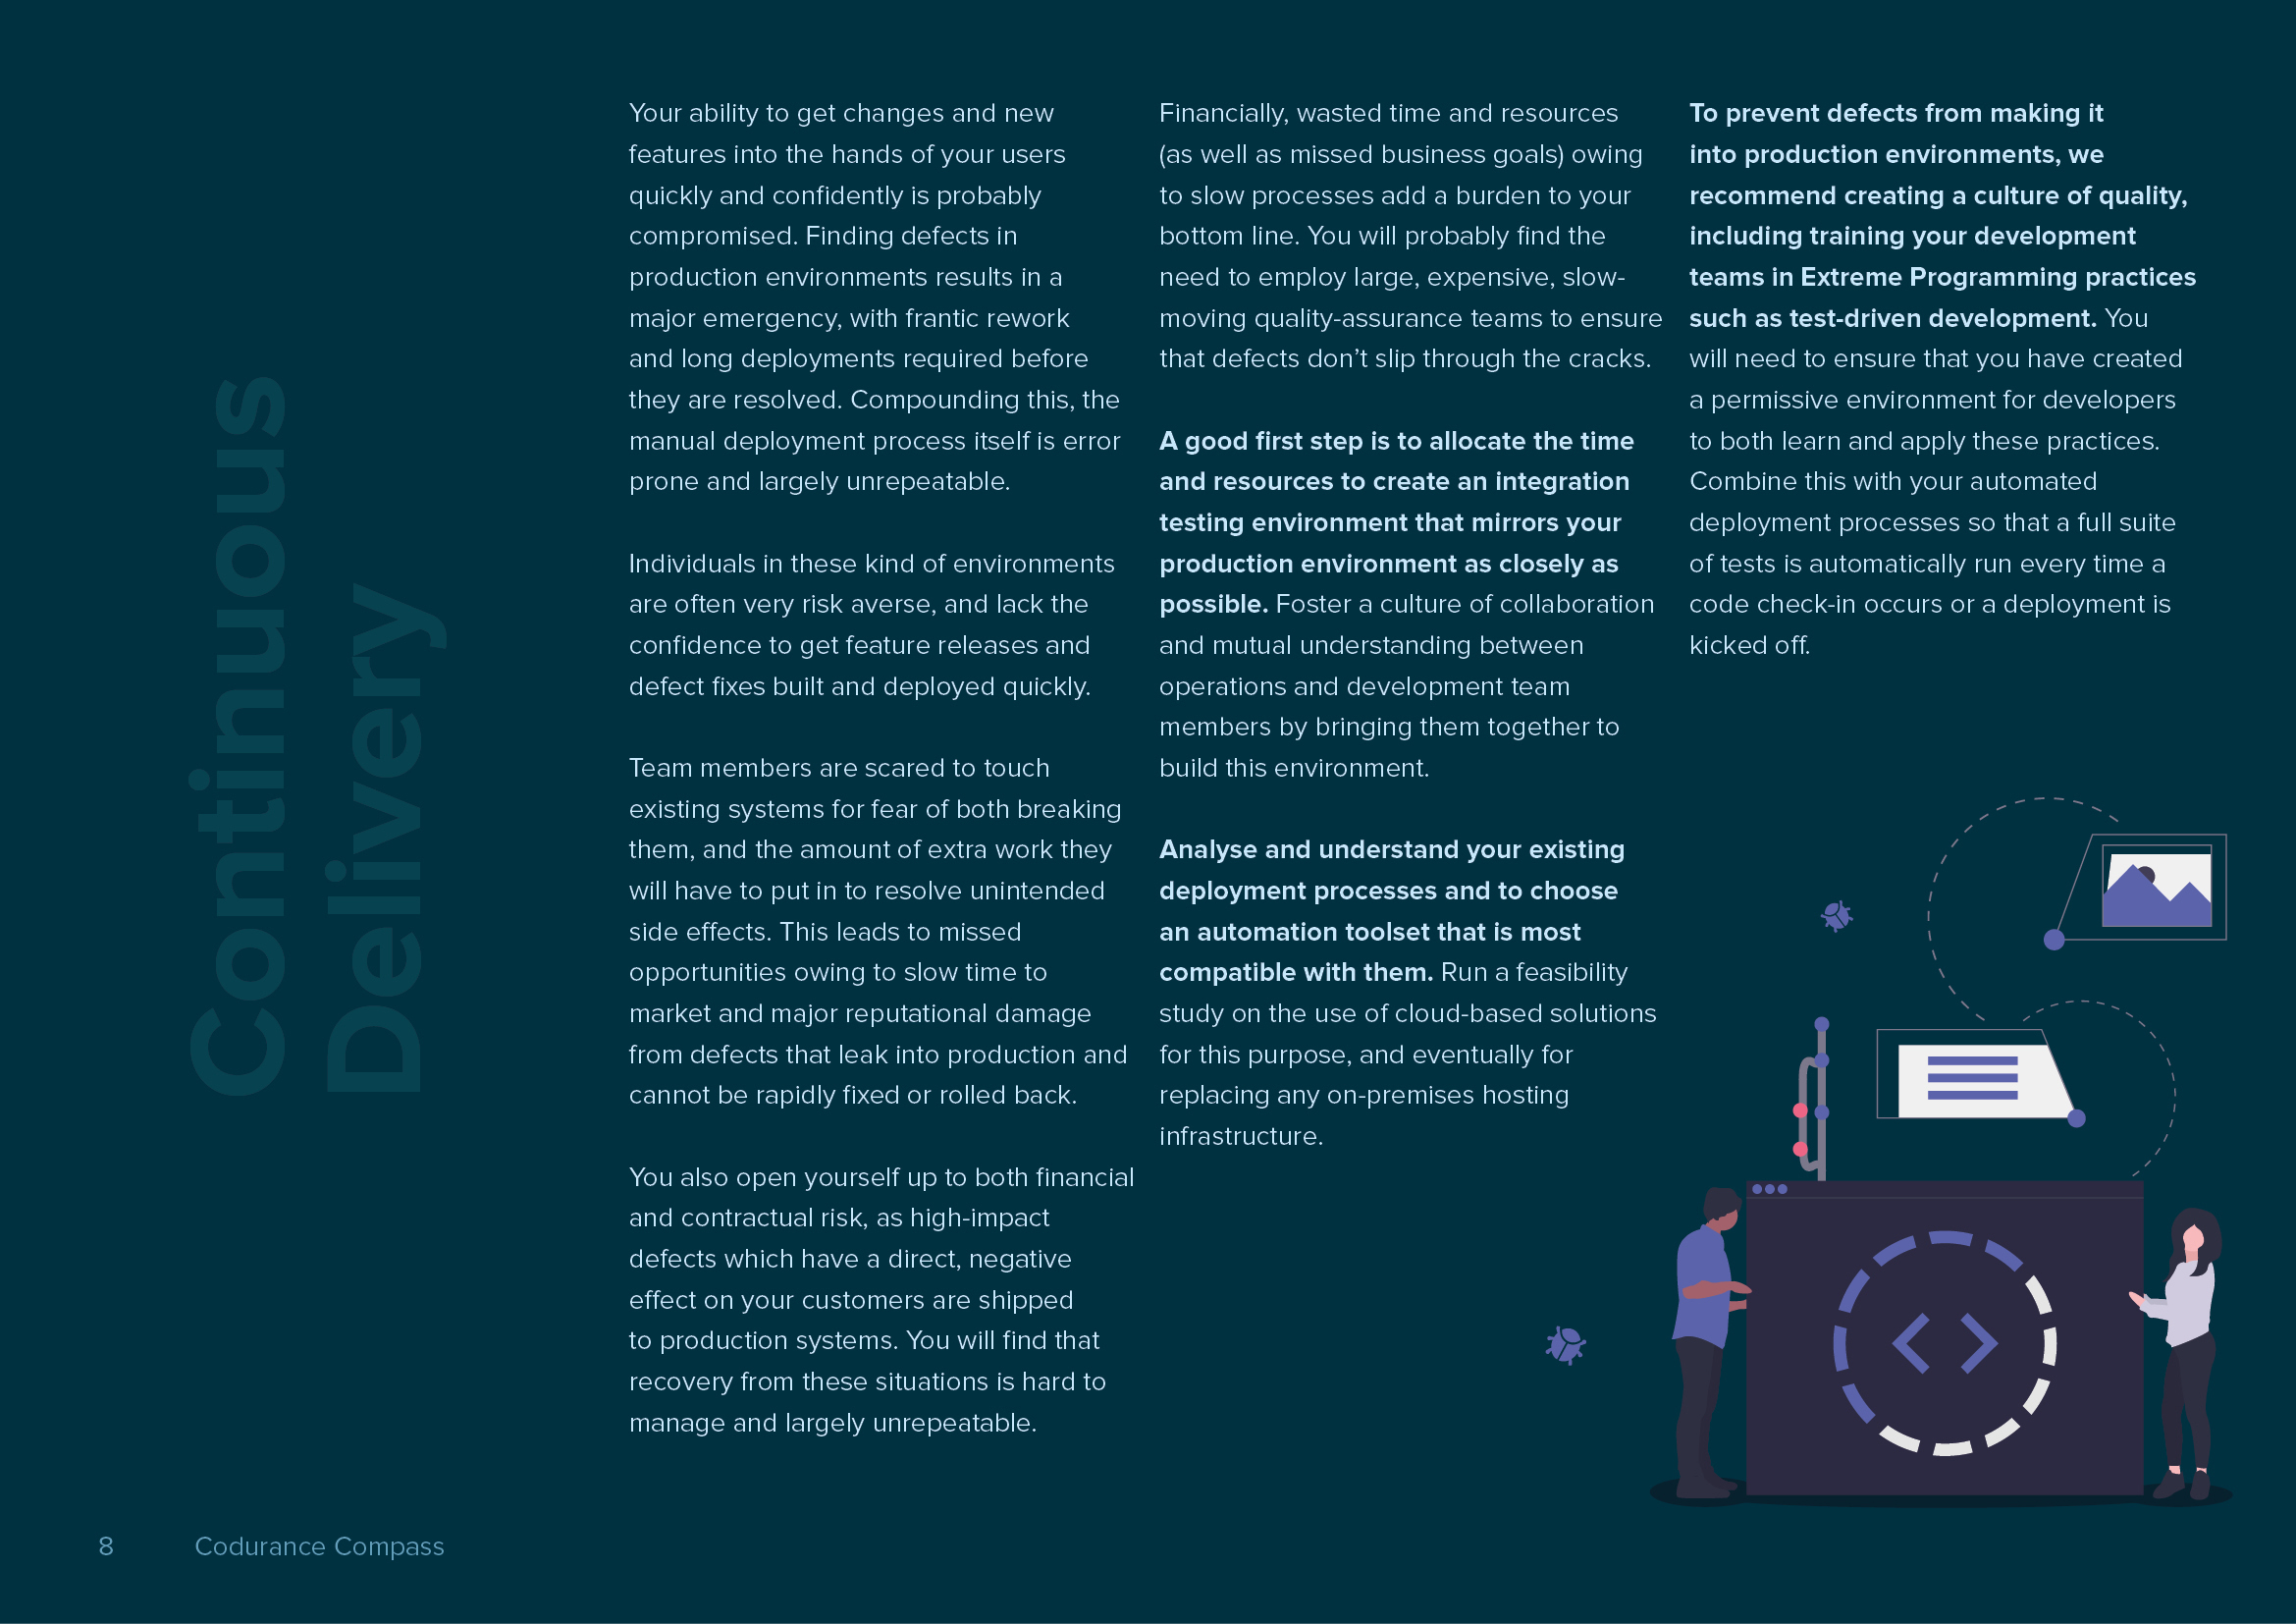 Continuous
Delivery
Your ability to get changes and new
features into the hands of your users
quickly and confidently is probably
compromised. Finding defects in
production environments results in a
major emergency, with frantic rework
and long deployments required before
they are resolved. Compounding this, the
manual deployment process itself is error
prone and largely unrepeatable.
Individuals in these kind of environments
are often very risk averse, and lack the
confidence to get feature releases and
defect fixes built and deployed quickly.
Team members are scared to touch
existing systems for fear of both breaking
them, and the amount of extra work they
will have to put in to resolve unintended
side effects. This leads to missed
opportunities owing to slow time to
market and major reputational damage
from defects that leak into production and
cannot be rapidly fixed or rolled back.
You also open yourself up to both financial
and contractual risk, as high-impact
defects which have a direct, negative
effect on your customers are shipped
to production systems. You will find that
recovery from these situations is hard to
manage and largely unrepeatable.
Financially, wasted time and resources
(as well as missed business goals) owing
to slow processes add a burden to your
bottom line. You will probably find the
need to employ large, expensive, slow-
moving quality-assurance teams to ensure
that defects don’t slip through the cracks.
A good first step is to allocate the time
and resources to create an integration
testing environment that mirrors your
production environment as closely as
possible. Foster a culture of collaboration
and mutual understanding between
operations and development team
members by bringing them together to
build this environment.
Analyse and understand your existing
deployment processes and to choose
an automation toolset that is most
compatible with them. Run a feasibility
study on the use of cloud-based solutions
for this purpose, and eventually for
replacing any on-premises hosting
infrastructure.
To prevent defects from making it
into production environments, we
recommend creating a culture of quality,
including training your development
teams in Extreme Programming practices
such as test-driven development. You
will need to ensure that you have created
a permissive environment for developers
to both learn and apply these practices.
Combine this with your automated
deployment processes so that a full suite
of tests is automatically run every time a
code check-in occurs or a deployment is
kicked off.
8 Codurance Compass